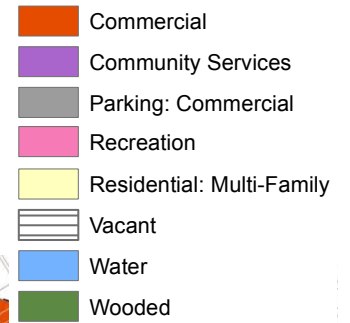 Commercial
Community Services
Parking: Commercial
Recreation
Residential: Multi-Family
Vacant
Water
Wooded